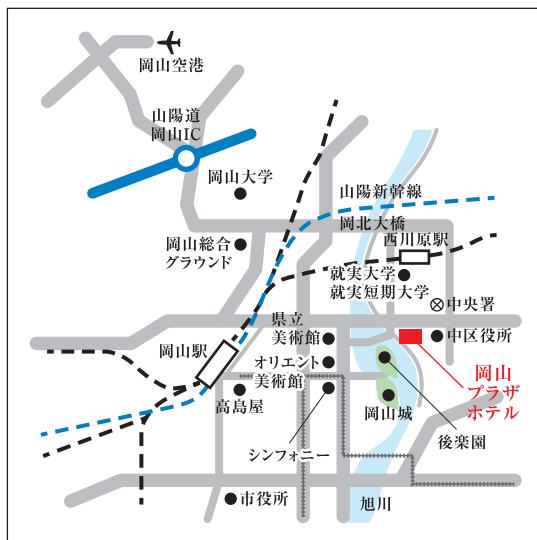 岡山空港
山陽道
岡山IC
岡山大学
山陽新幹線
岡北大橋
岡山総合
グラウンド
西川原駅
就実大学
就実短期大学
中央署
県立
美術館
中区役所
岡山駅
オリエント
美術館
岡山
プラザ
ホテル
高島屋
岡山城
シンフォニー
後楽園
市役所
旭川